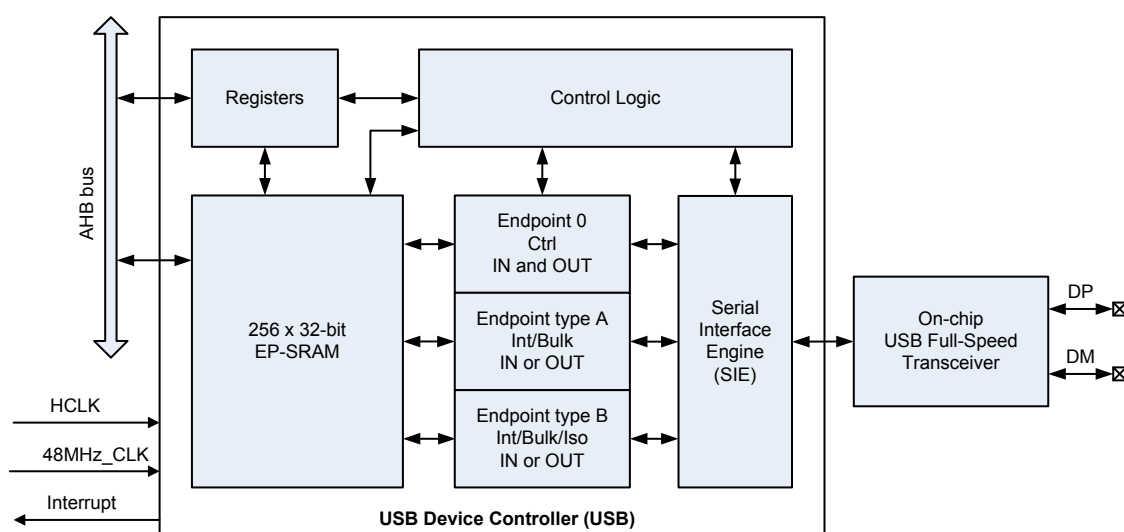 AHB bus
Registers
Control Logic
256 x 32-bit
EP-SRAM
Endpoint 0
Ctrl
IN and OUT
Endpoint type A
Int/Bulk
IN or OUT
Endpoint type B
Int/Bulk/Iso
IN or OUT
Serial
Interface
Engine
(SIE)
On-chip
USB Full-Speed
Transceiver
DP
DM
HCLK
48MHz_CLK
Interrupt
USB Device Controller (USB)